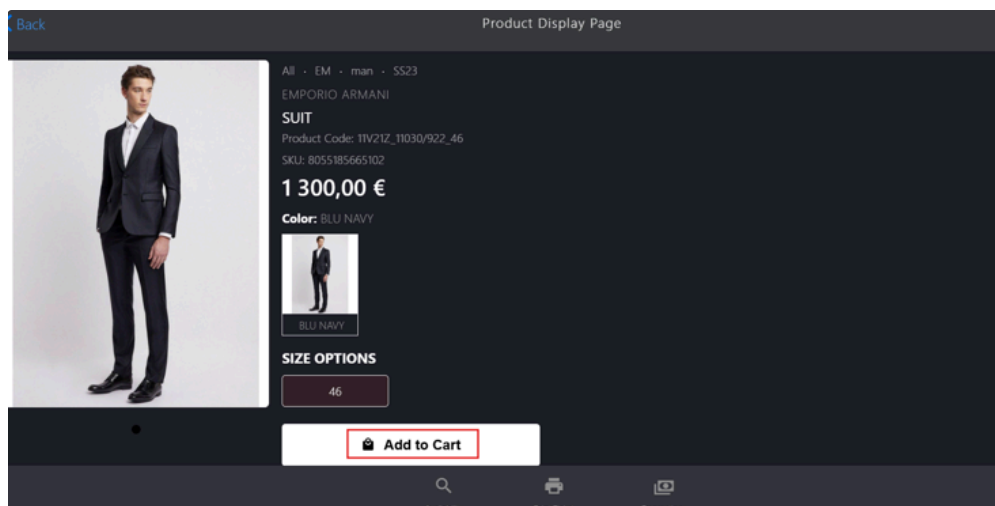 Back
Product Display Page
All · EM · man · SS23
EMPORIO ARMANI
SUIT
Product Code: 11V21Z_11030/922_46
SKU: 8055185665102
1 300,00 €
Color: BLU NAVY
BLU NAVY
SIZE OPTIONS
46
Add to Cart